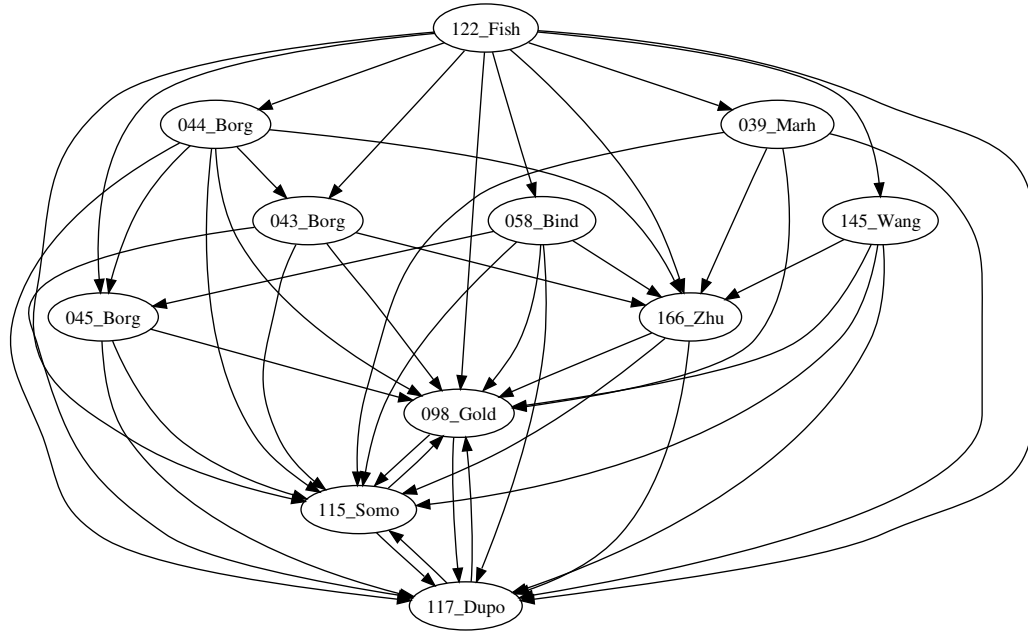 122_Fish
044_Borg
039_Marh
043_Borg
058_Bind
145_Wang
045_Borg
166_Zhu
098_Gold
115_Somo
117_Dupo